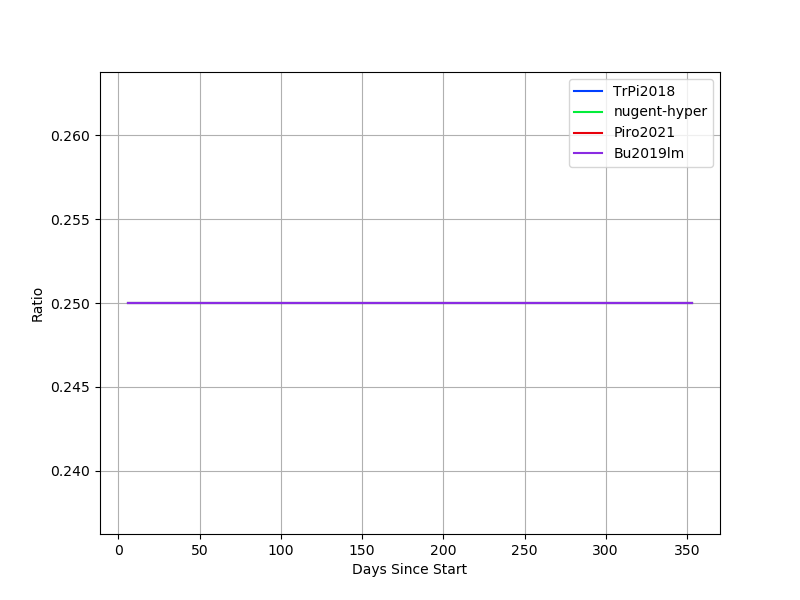 TrPi2018
nugent-hyper
Piro2021
Bu2019lm
0.260
0.255
0.250
0.245
0.240
Ratio
0 50 100 150 200 250 300 350
Days Since Start